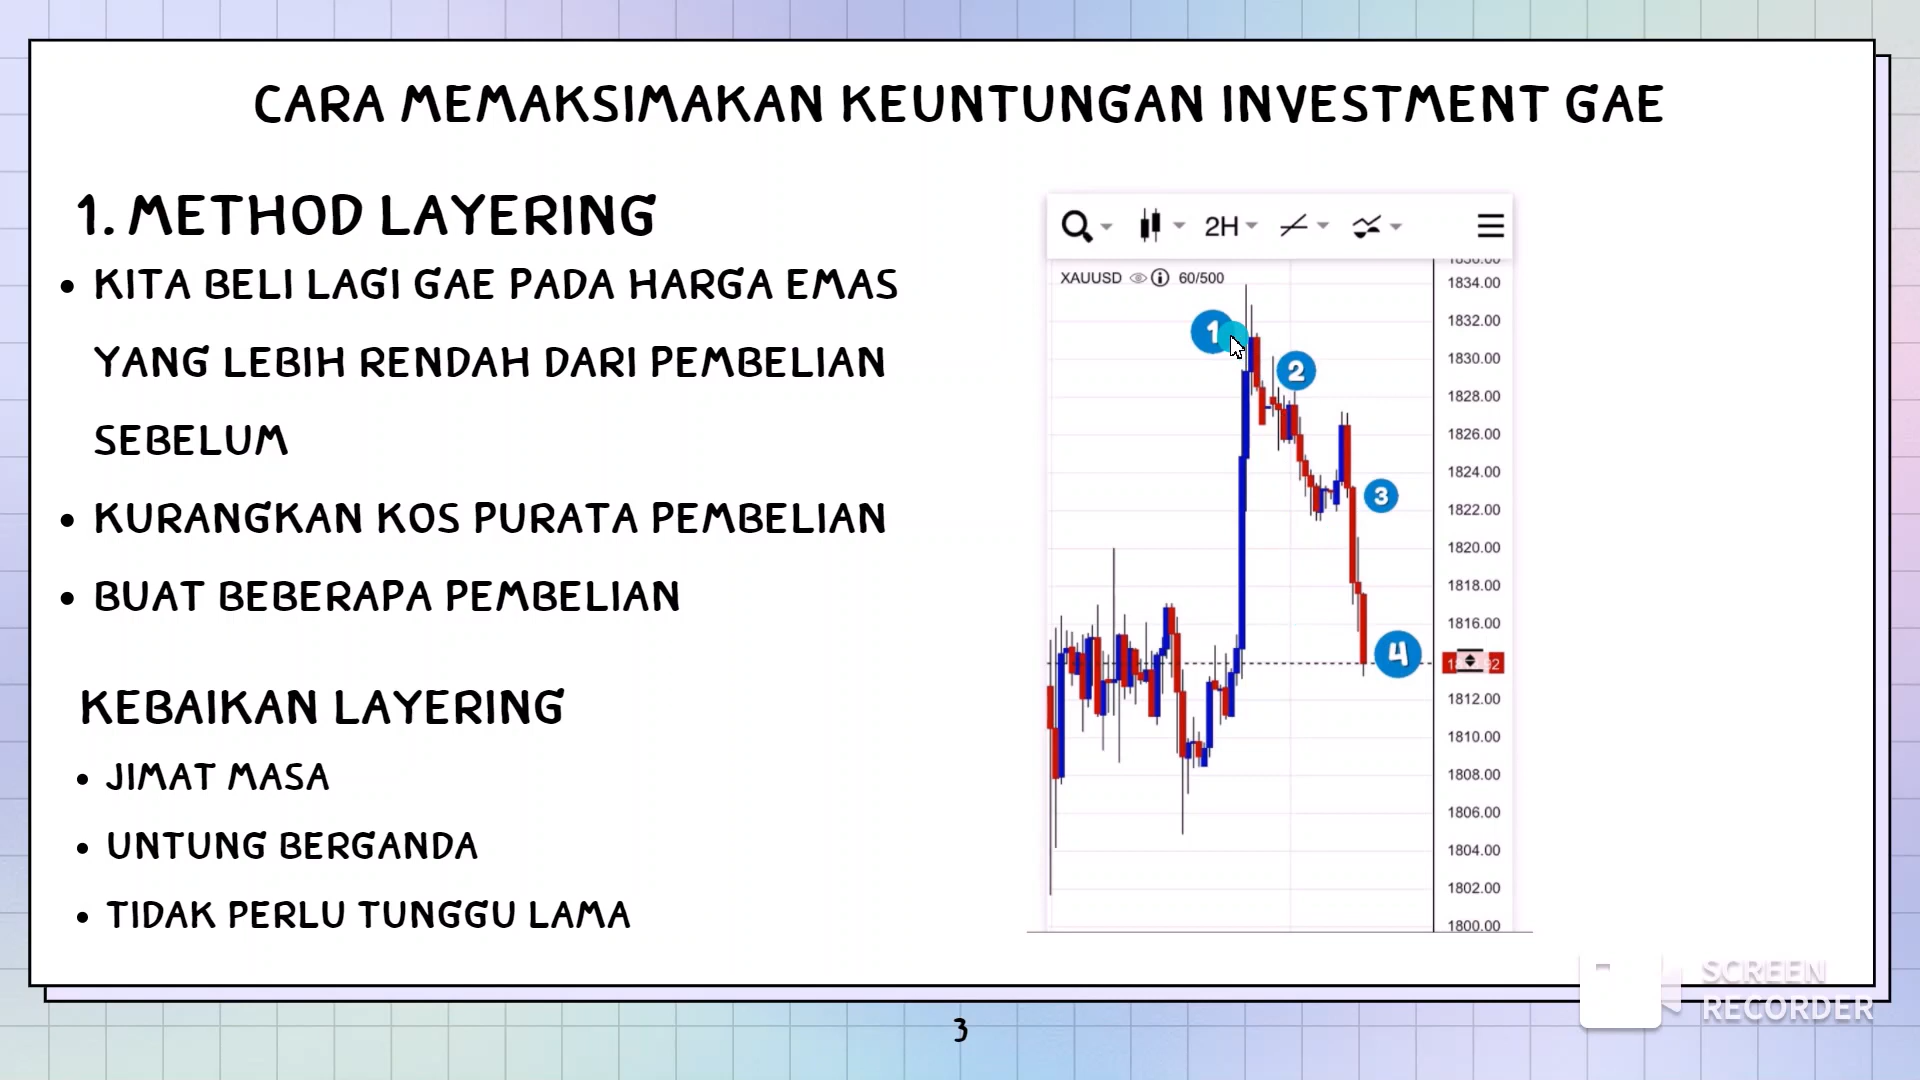 CARA MEMAKSIMAKAN KEUNTUNGAN INVESTMENT GAE
1. METHOD LAYERING
• KITA BELI LAGI GAE PADA HARGA EMAS
YANG LEBIH RENDAH DARI PEMBELIAN
SEBELUM
• KURANGKAN KOS PURATA PEMBELIAN
• BUAT BEBERAPA PEMBELIAN
KEBAIKAN LAYERING
• JIMAT MASA
• UNTUNG BERGANDA
• TIDAK PERLU TUNGGU LAMA
2H
XAUUSD 60/500
1834.00
1832.00
1830.00
1828.00
1826.00
1824.00
1822.00
1820.00
1818.00
1816.00
1812.00
1810.00
1808.00
1806.00
1804.00
1802.00
1800.00
1
2
3
4
SCREEN
RECORDER
3